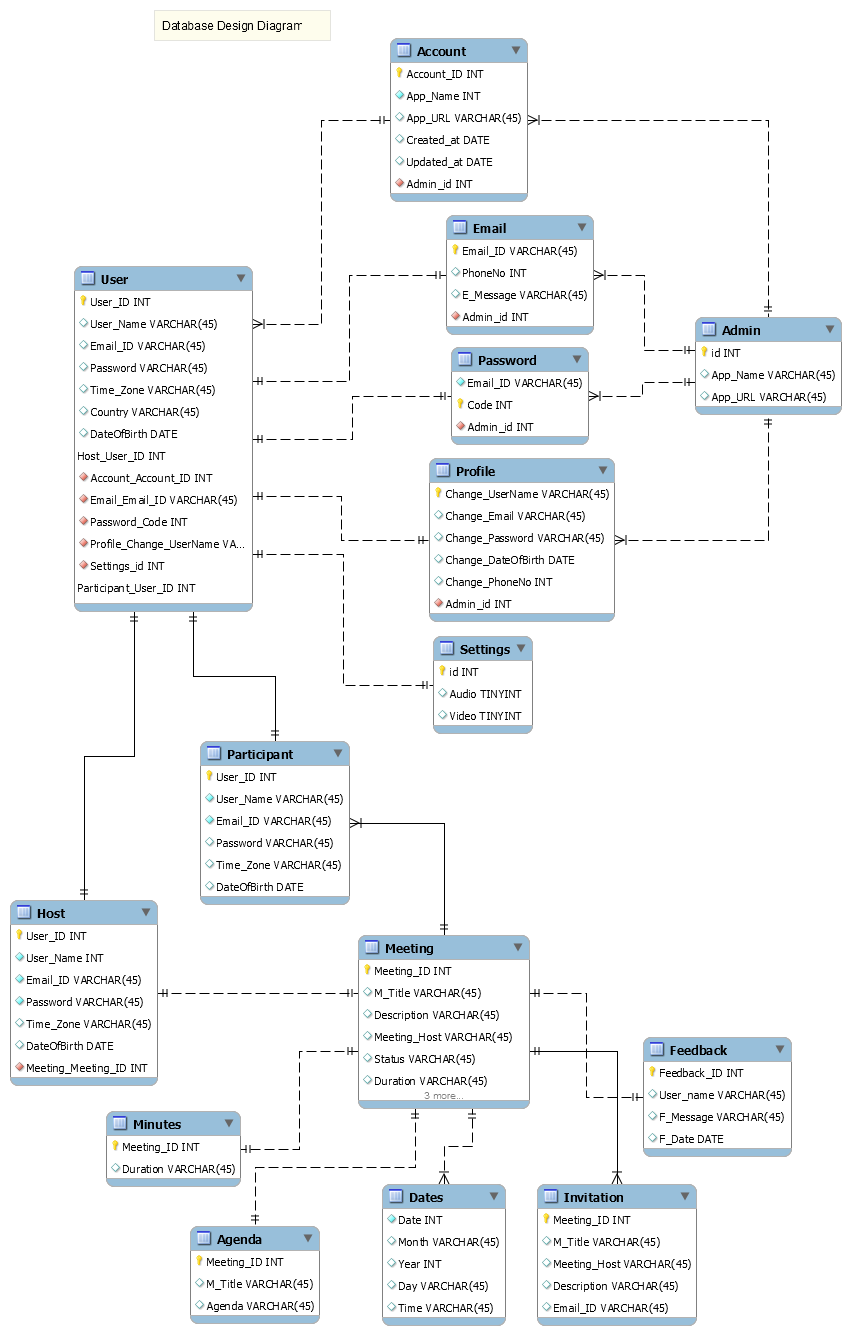 Database Design Diagram
Account
Account_ID INT
App_Name INT
App_URL VARCHAR(45)
Created_at DATE
Updated_at DATE
Admin_id INT
Email
Email_ID VARCHAR(45)
PhoneNo INT
E_Message VARCHAR(45)
Admin_id INT
User
User_ID INT
User_Name VARCHAR(45)
Email_ID VARCHAR(45)
Password VARCHAR(45)
Time_Zone VARCHAR(45)
Country VARCHAR(45)
DateOfBirth DATE
Host_User_ID INT
Account_Account_ID INT
Email_Email_ID VARCHAR(45)
Password_Code INT
Profile_Change_UserName VA...
Settings_id INT
Participant_User_ID INT
Admin
id INT
App_Name VARCHAR(45)
App_URL VARCHAR(45)
Password
Email_ID VARCHAR(45)
Code INT
Admin_id INT
Profile
Change_UserName VARCHAR(45)
Change_Email VARCHAR(45)
Change_Password VARCHAR(45)
Change_DateOfBirth DATE
Change_PhoneNo INT
Admin_id INT
Settings
id INT
Audio TINYINT
Video TINYINT
Participant
User_ID INT
User_Name VARCHAR(45)
Email_ID VARCHAR(45)
Password VARCHAR(45)
Time_Zone VARCHAR(45)
DateOfBirth DATE
Host
User_ID INT
User_Name INT
Email_ID VARCHAR(45)
Password VARCHAR(45)
Time_Zone VARCHAR(45)
DateOfBirth DATE
Meeting_Meeting_ID INT
Meeting
Meeting_ID INT
M_Title VARCHAR(45)
Description VARCHAR(45)
Meeting_Host VARCHAR(45)
Status VARCHAR(45)
Duration VARCHAR(45)
3 more...
Feedback
Feedback_ID INT
User_name VARCHAR(45)
F_Message VARCHAR(45)
F_Date DATE
Minutes
Meeting_ID INT
Duration VARCHAR(45)
Agenda
Meeting_ID INT
M_Title VARCHAR(45)
Agenda VARCHAR(45)
Dates
Date INT
Month VARCHAR(45)
Year INT
Day VARCHAR(45)
Time VARCHAR(45)
Invitation
Meeting_ID INT
M_Title VARCHAR(45)
Meeting_Host VARCHAR(45)
Description VARCHAR(45)
Email_ID VARCHAR(45)